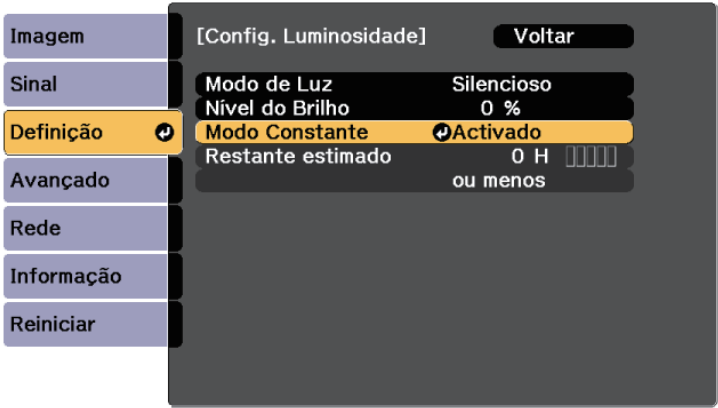 Imagem
Sinal
Definição
Avançado
Rede
Informação
Reiniciar
[Config. Luminosidade] Voltar
Modo de Luz Silencioso
Nível do Brilho 0 %
Modo Constante Activado
Restante estimado 0 H
ou menos